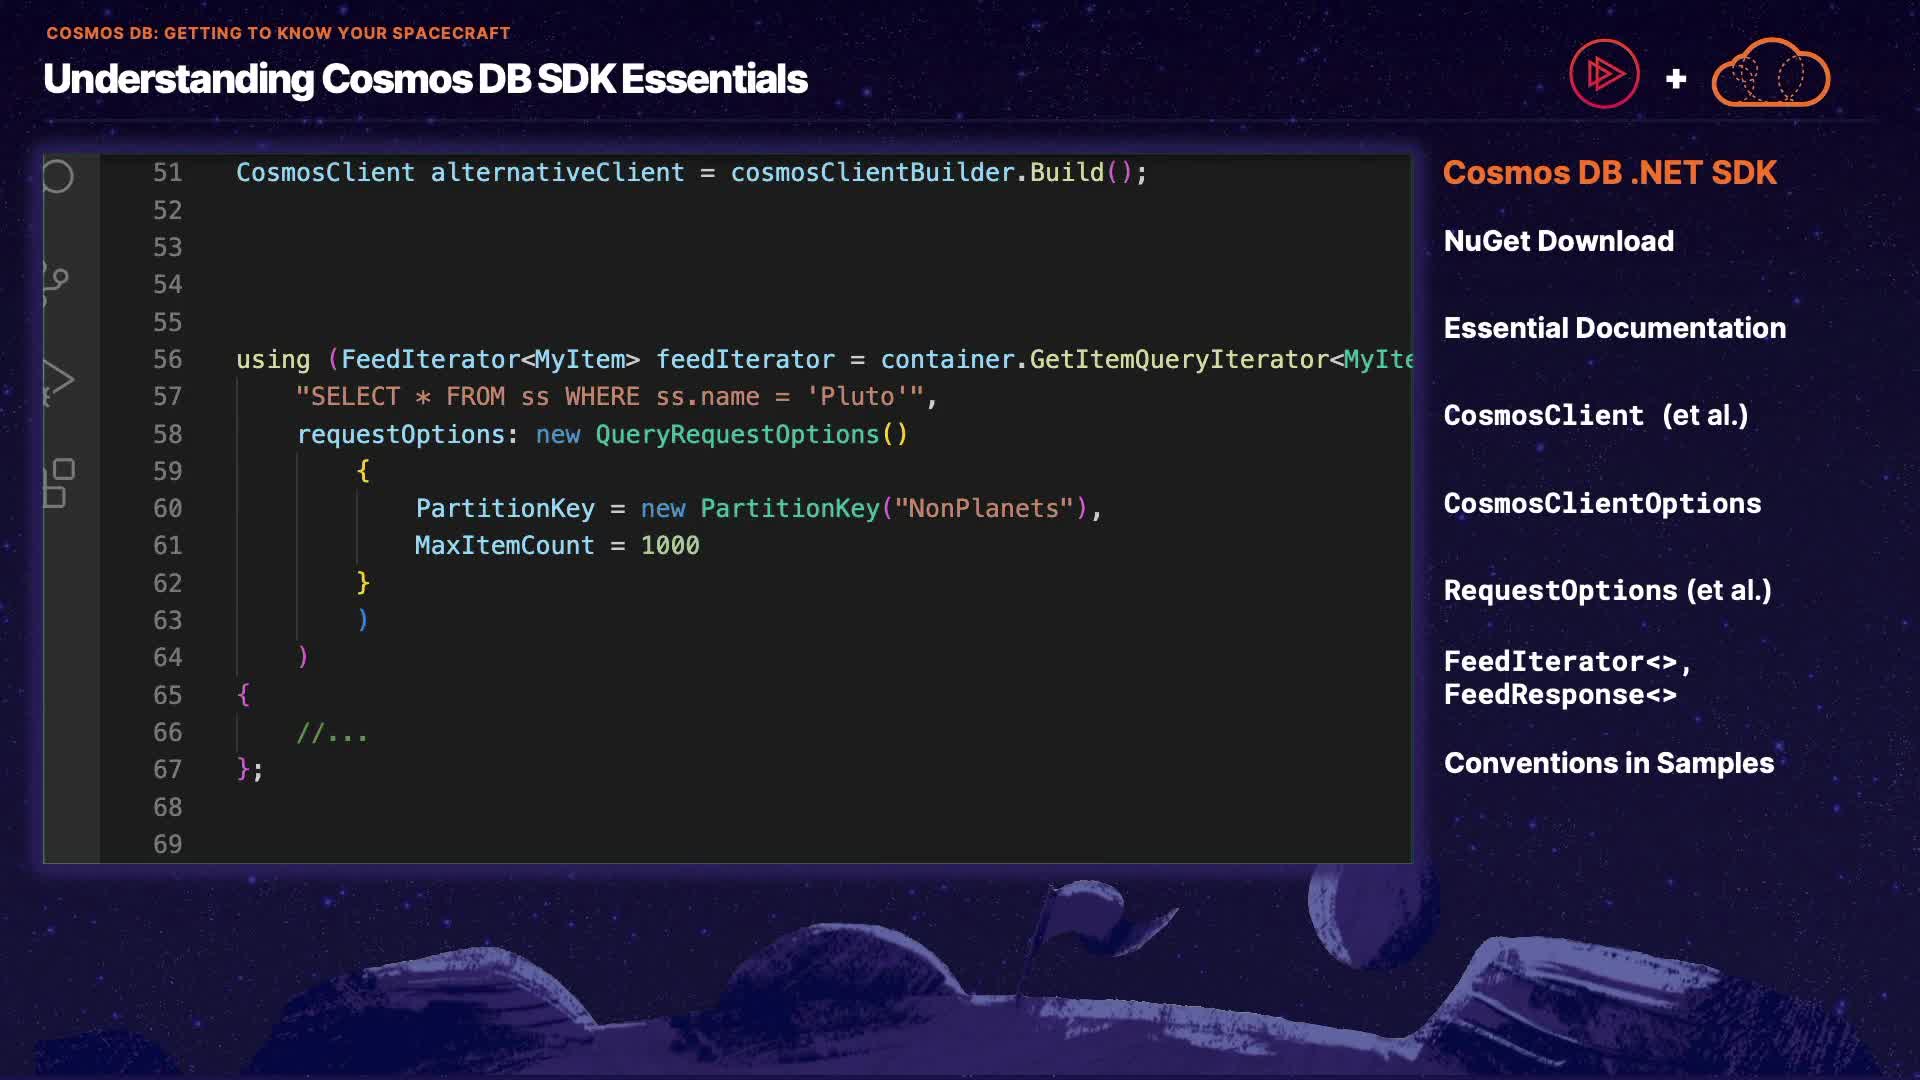 COSMOS DB: GETTING TO KNOW YOUR SPACECRAFT
Understanding Cosmos DB SDK Essentials
+
51 CosmosClient alternativeClient = cosmosClientBuilder.Build();
52
53
54
55
56 using (FeedIterator<MyItem> feedIterator = container.GetItemQueryIterator<MyIte
57 "SELECT * FROM ss WHERE ss.name = 'Pluto'",
58 requestOptions: new QueryRequestOptions()
59 {
60 PartitionKey = new PartitionKey("NonPlanets"),
61 MaxItemCount = 1000
62 }
63 )
64 )
65 {
66 //...
67 };
68
69
Cosmos DB .NET SDK
NuGet Download
Essential Documentation
CosmosClient (et al.)
CosmosClientOptions
RequestOptions (et al.)
FeedIterator<>,
FeedResponse<>
Conventions in Samples